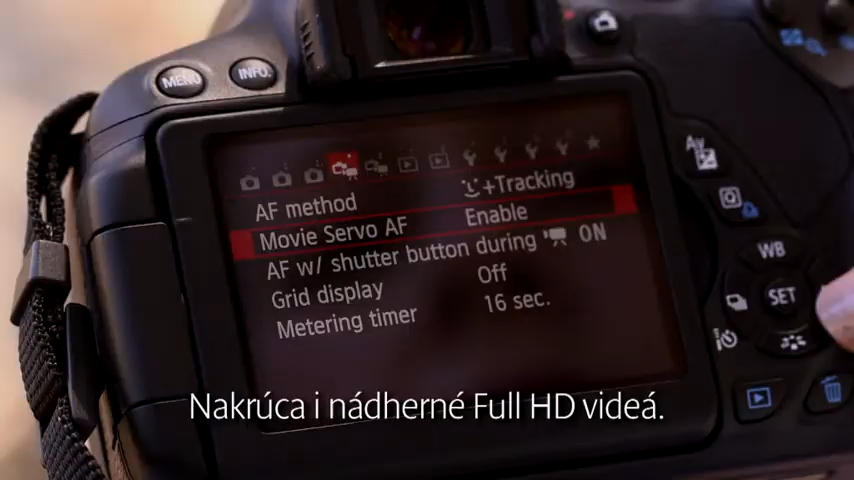 MENU
INFO.
AF method +Tracking
Movie Servo AF Enable
AF w/ shutter button during ON
Grid display Off
Metering timer 16 sec.
Av
WB
SET
Nakrúca i nádherné Full HD videá.